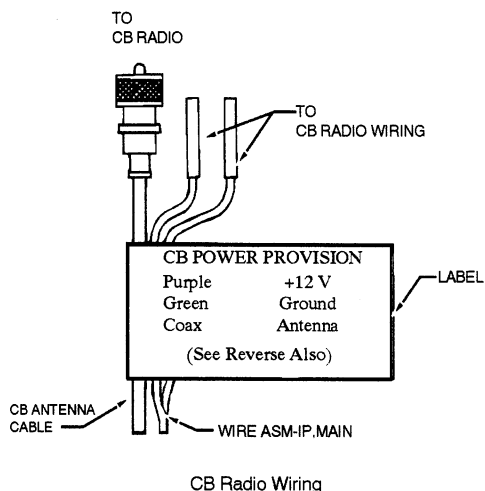 TO
CB RADIO
TO
CB RADIO WIRING
CB POWER PROVISION
Purple +12 V
Green Ground
Coax Antenna
(See Reverse Also)
LABEL
CB ANTENNA
CABLE
WIRE ASM-IP,MAIN
CB Radio Wiring